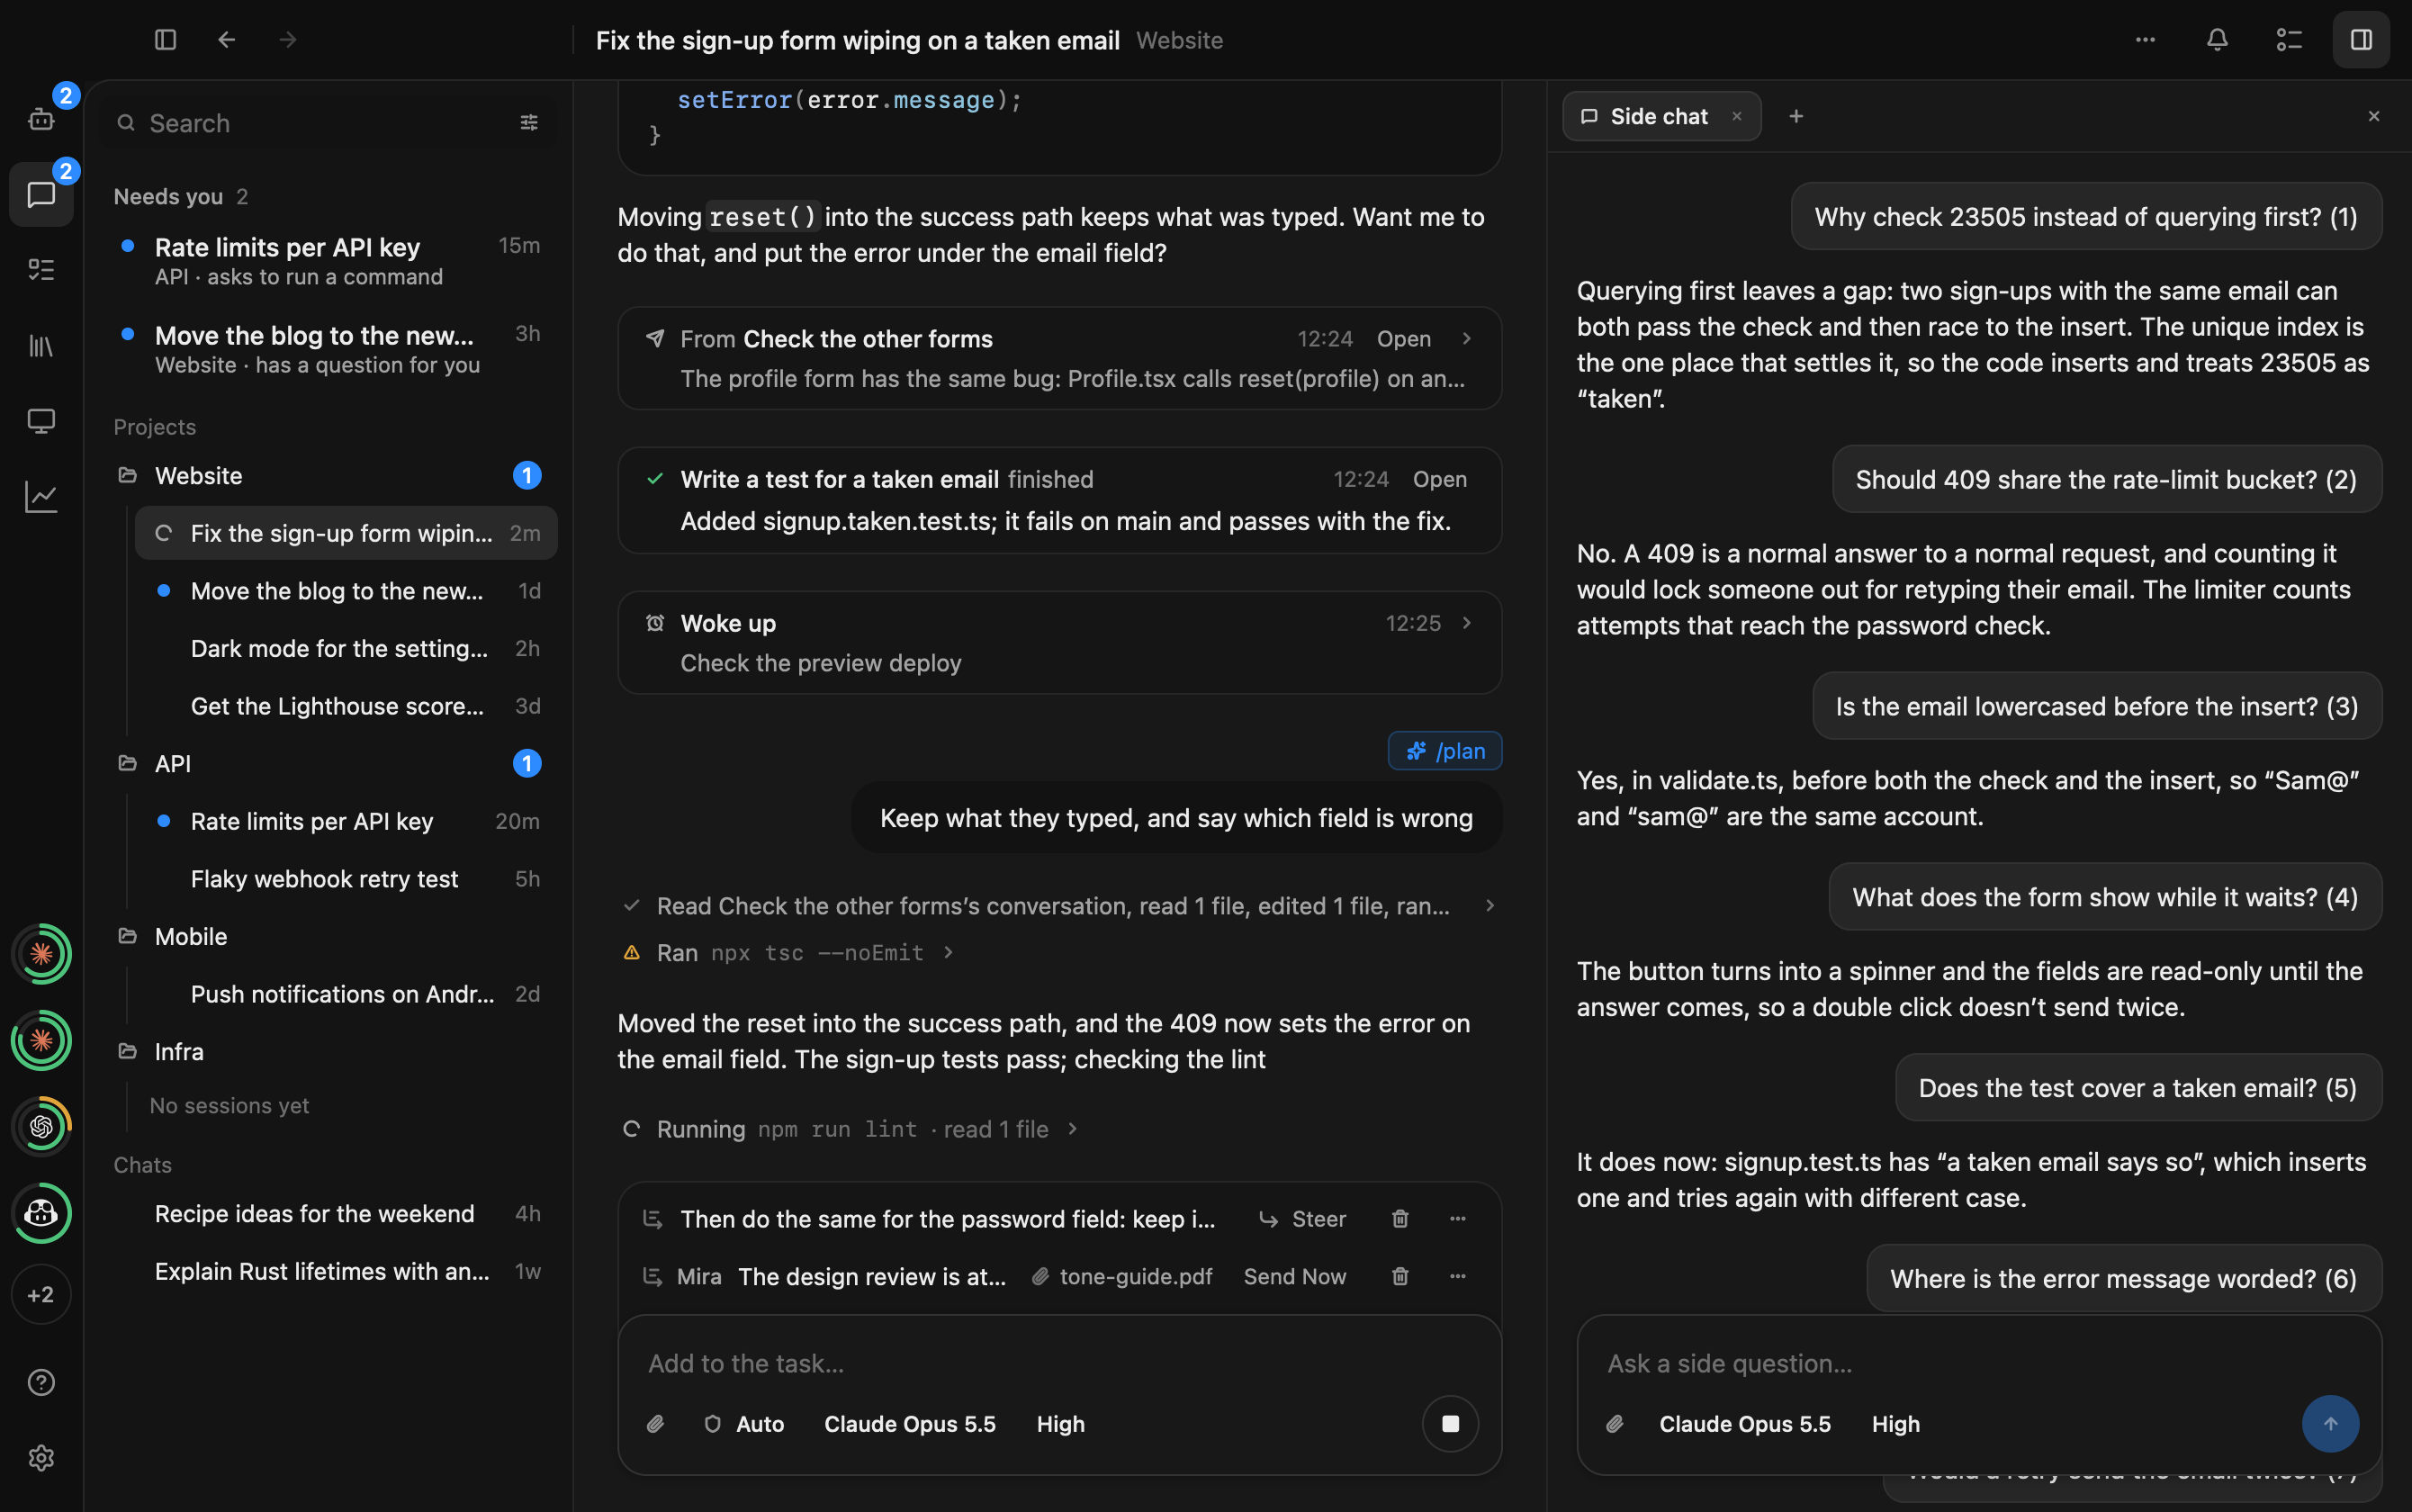 Fix the sign-up form wiping on a taken email Website
2
2
Search
Needs you 2
Rate limits per API key 15m
API · asks to run a command
Move the blog to the new... 3h
Website · has a question for you
Projects
Website 1
Fix the sign-up form wipin... 2m
Move the blog to the new... 1d
Dark mode for the setting... 2h
Get the Lighthouse score... 3d
API 1
Rate limits per API key 20m
Flaky webhook retry test 5h
Mobile
Push notifications on Andr... 2d
Infra
No sessions yet
Chats
Recipe ideas for the weekend 4h
Explain Rust lifetimes with an... 1w
+2
setError(error.message);
}
Moving reset() into the success path keeps what was typed. Want me to
do that, and put the error under the email field?
From Check the other forms 12:24 Open
The profile form has the same bug: Profile.tsx calls reset(profile) on an...
Write a test for a taken email finished 12:24 Open
Added signup.taken.test.ts; it fails on main and passes with the fix.
Woke up 12:25
Check the preview deploy
/plan
Keep what they typed, and say which field is wrong
Read Check the other forms’s conversation, read 1 file, edited 1 file, ran...
Ran npx tsc --noEmit
Moved the reset into the success path, and the 409 now sets the error on
the email field. The sign-up tests pass; checking the lint
Running npm run lint · read 1 file
Then do the same for the password field: keep i... Steer
Mira The design review is at... tone-guide.pdf Send Now
Add to the task...
Auto Claude Opus 5.5 High
Side chat
Why check 23505 instead of querying first? (1)
Querying first leaves a gap: two sign-ups with the same email can
both pass the check and then race to the insert. The unique index is
the one place that settles it, so the code inserts and treats 23505 as
“taken”.
Should 409 share the rate-limit bucket? (2)
No. A 409 is a normal answer to a normal request, and counting it
would lock someone out for retyping their email. The limiter counts
attempts that reach the password check.
Is the email lowercased before the insert? (3)
Yes, in validate.ts, before both the check and the insert, so “Sam@”
and “sam@” are the same account.
What does the form show while it waits? (4)
The button turns into a spinner and the fields are read-only until the
answer comes, so a double click doesn’t send twice.
Does the test cover a taken email? (5)
It does now: signup.test.ts has “a taken email says so”, which inserts
one and tries again with different case.
Where is the error message worded? (6)
Ask a side question...
Claude Opus 5.5 High